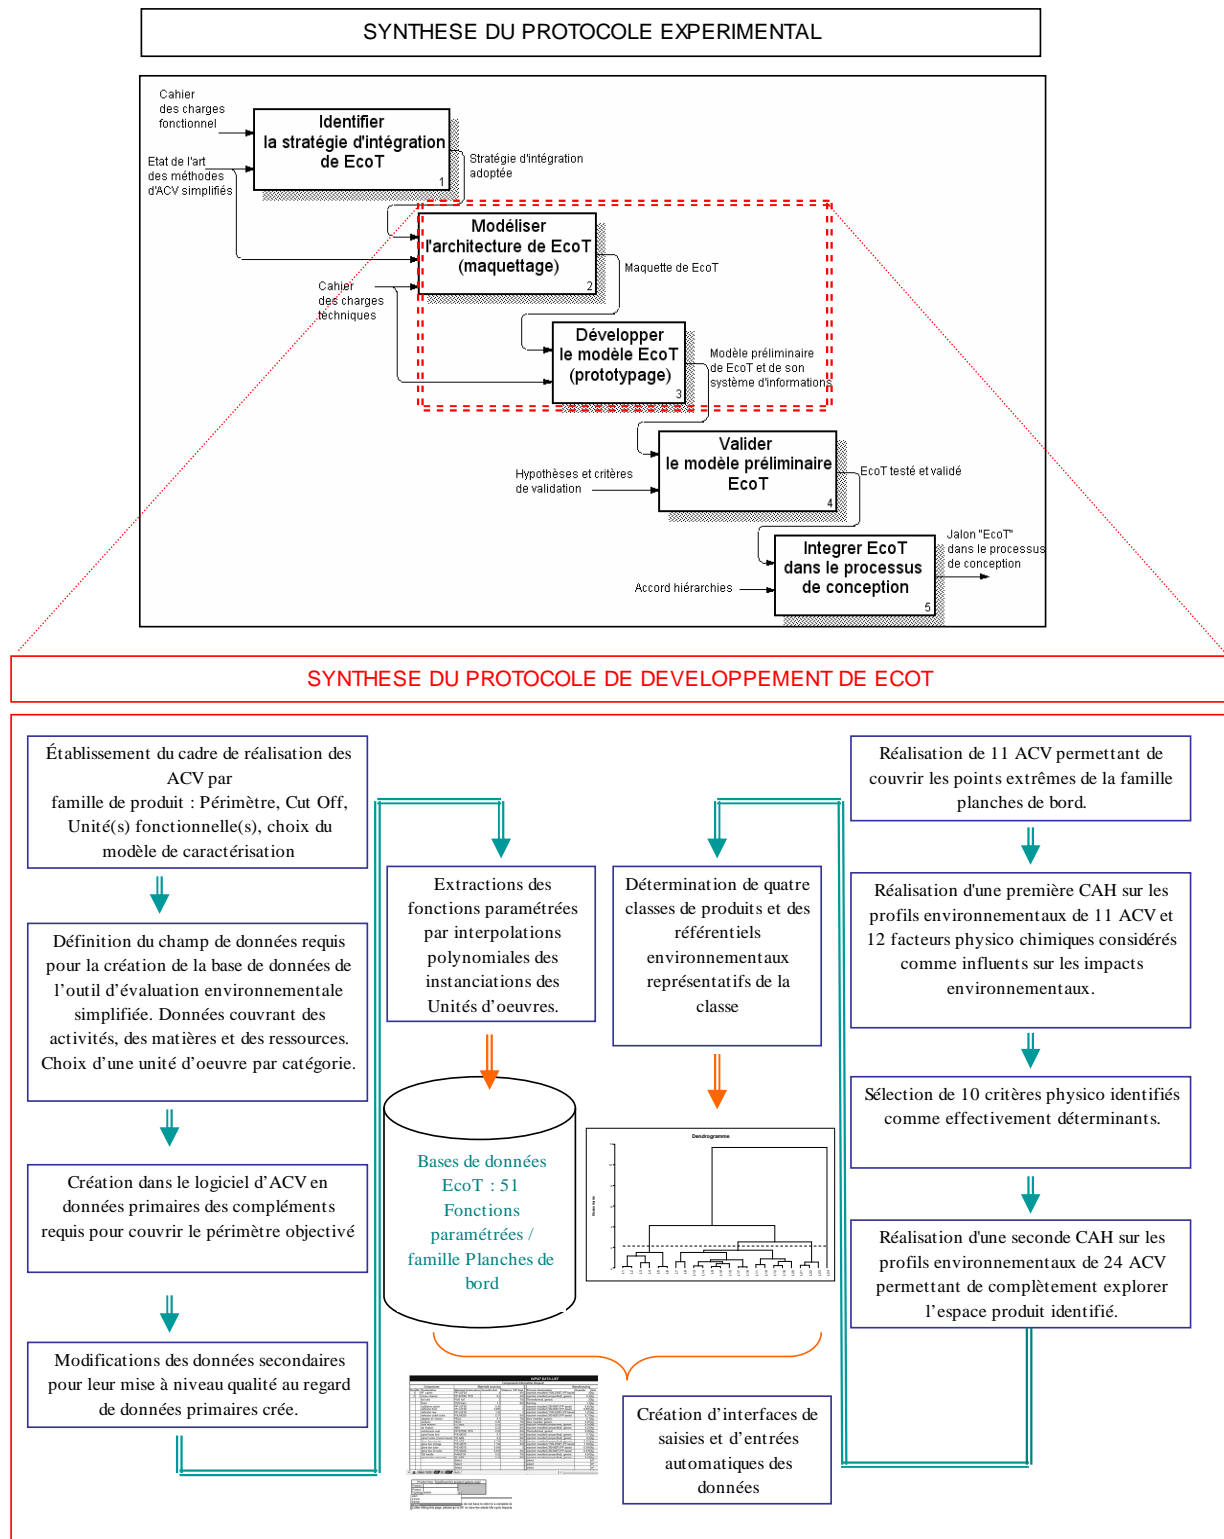 SYNTHESE DU PROTOCOLE EXPERIMENTAL
Cahier
des charges
fonctionnel
Identifier
la stratégie d'intégration
de EcoT
1
Etat de l'art
des méthodes
d'ACV simplifiés
Stratégie d'intégration
adoptée
Modéliser
l'architecture de EcoT
(maquettage)
2
Maquette de EcoT
Cahier
des charges
techniques
Développer
le modèle EcoT
(prototypage)
3
Modèle préliminaire
de EcoT et de son
système d'informations
Valider
le modèle préliminaire
EcoT
4
Hypothèses et critères
de validation
EcoT testé et validé
Integrer EcoT
dans le processus
de conception
5
Accord hiérarchies
Jalon "EcoT"
dans le processus
de conception
SYNTHESE DU PROTOCOLE DE DEVELOPPEMENT DE ECOT
Établissement du cadre de réalisation des
ACV par
famille de produit : Périmètre, Cut Off,
Unité(s) fonctionnelle(s), choix du
modèle de caractérisation
Définition du champ de données requis
pour la création de la base de données de
l'outil d'évaluation environnementale
simplifiée. Données couvrant des
activités, des matières et des ressources.
Choix d'une unité d'oeuvre par catégorie.
Création dans le logiciel d'ACV en
données primaires des compléments
requis pour couvrir le périmètre objectivé
Modifications des données secondaires
pour leur mise à niveau qualité au regard
de données primaires crée.
Extractions des
fonctions paramétrées
par interpolations
polynomiales des
instanciations des
Unités d'oeuvres.
Bases de données
EcoT : 51
Fonctions
paramétrées /
famille Planches de
bord
Détermination de quatre
classes de produits et des
référentiels
environnementaux
représentatifs de la
classe
Dendrogramme
Réalisation de 11 ACV permettant de
couvrir les points extrêmes de la famille
planches de bord.
Réalisation d'une première CAH sur les
profils environnementaux de 11 ACV et
12 facteurs physico chimiques considérés
comme influents sur les impacts
environnementaux.
Sélection de 10 critères physico identifiés
comme effectivement déterminants.
Réalisation d'une seconde CAH sur les
profils environnementaux de 24 ACV
permettant de complètement explorer
l'espace produit identifié.
INPUT DATA LIST
Création d'interfaces de
saisies et d'entrées
automatiques des
données